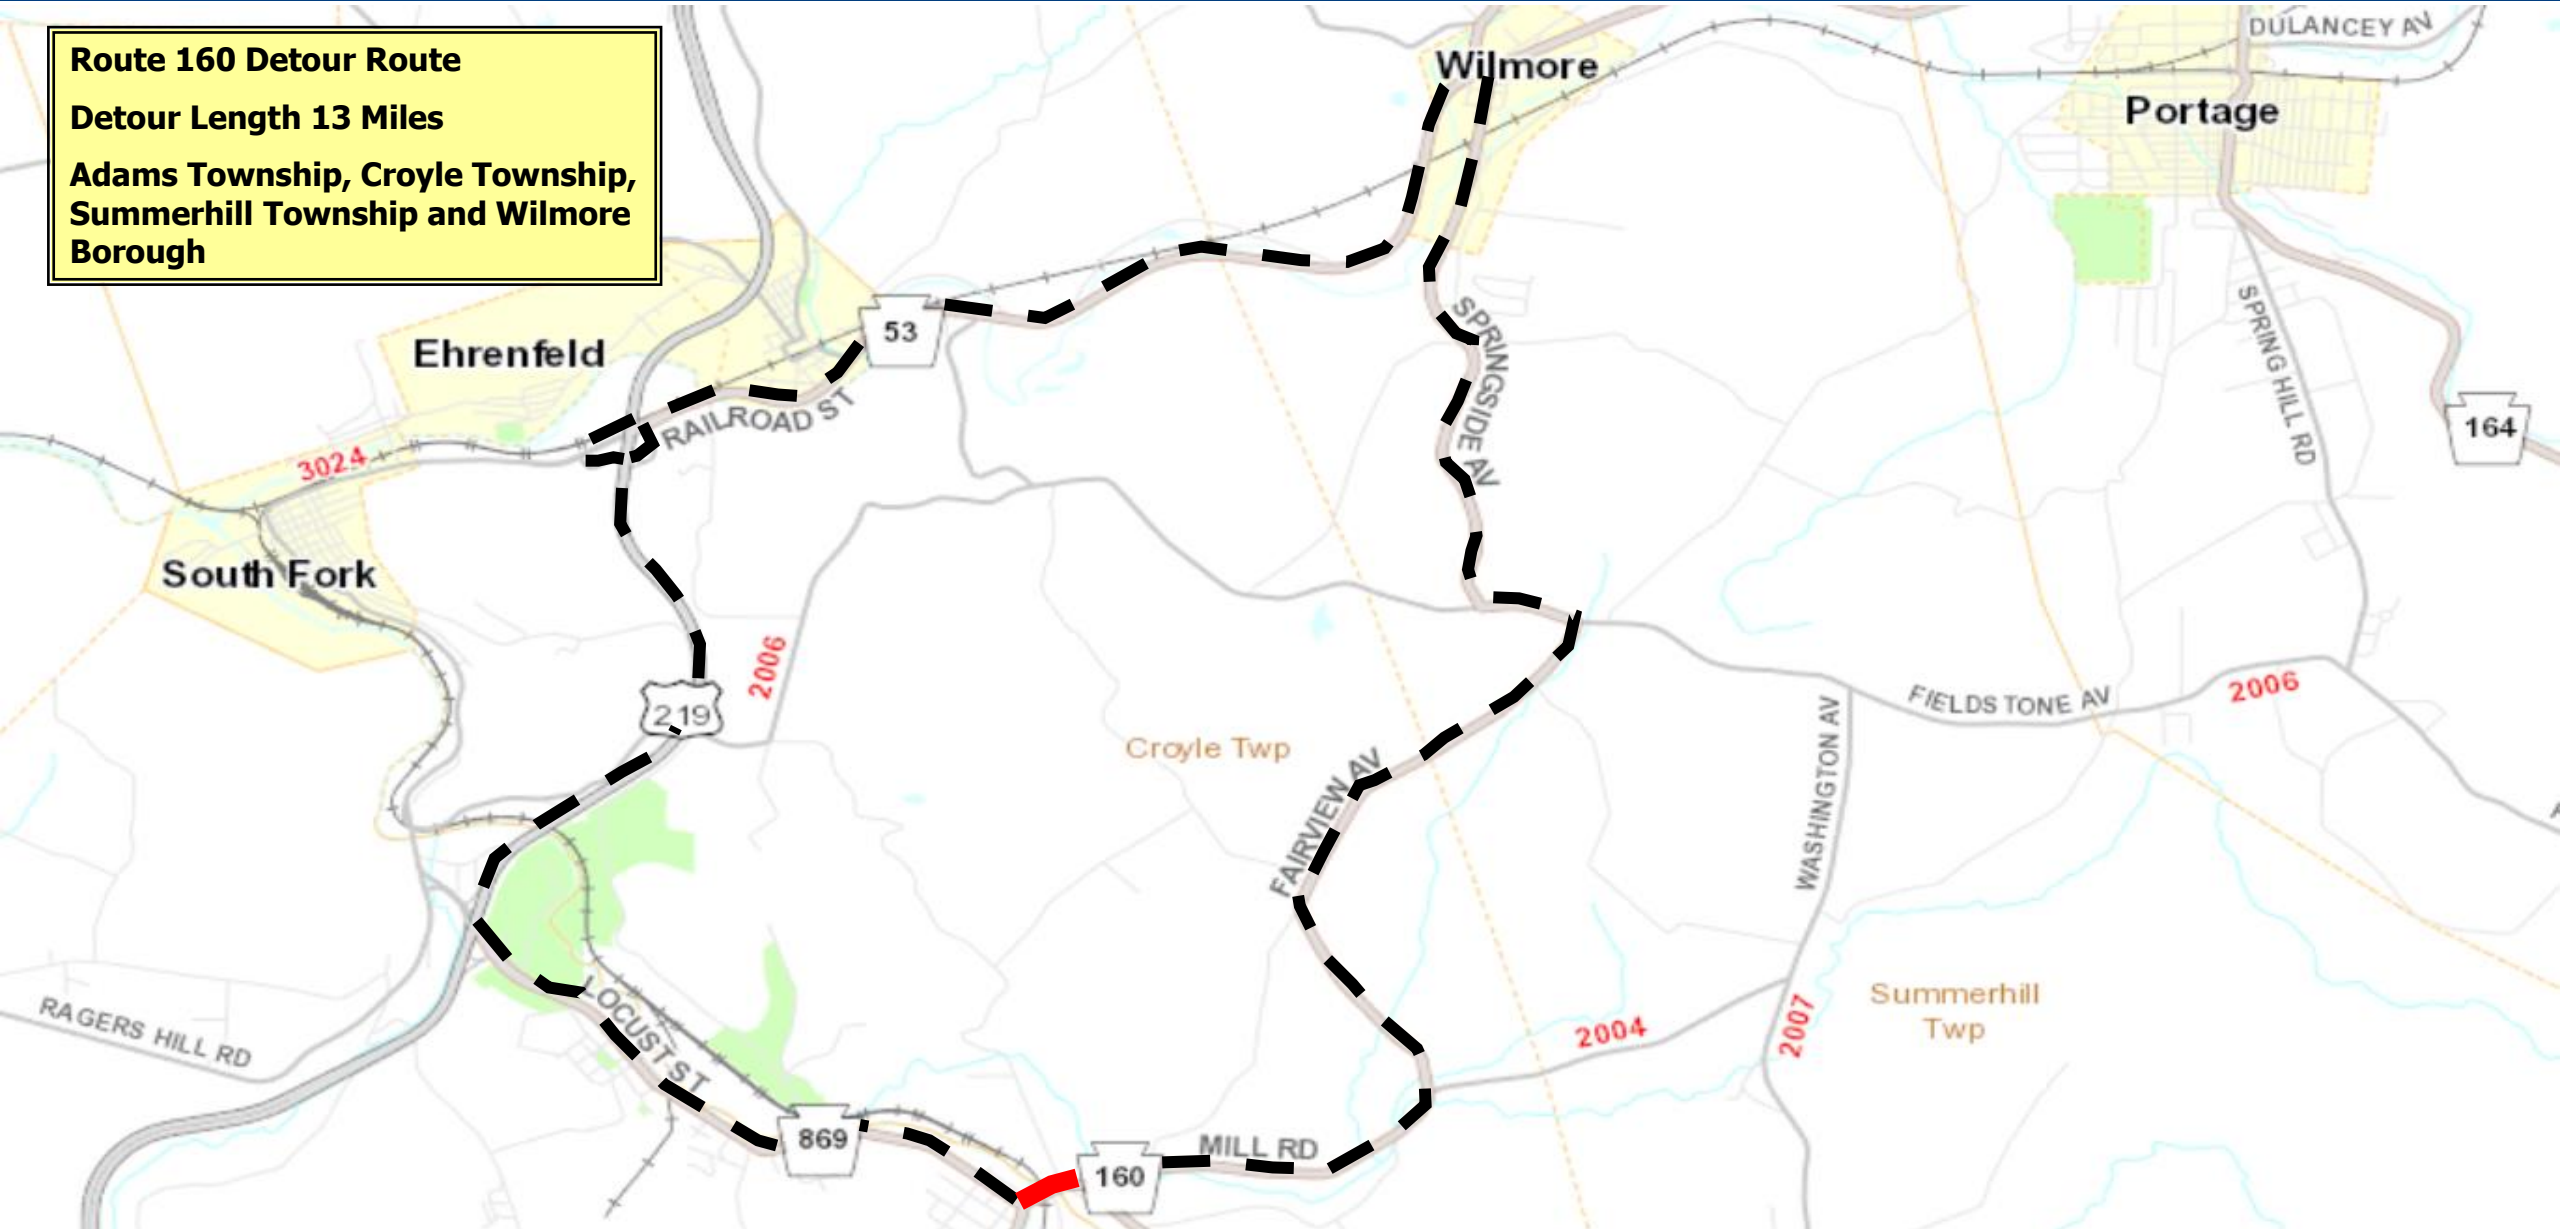 Route 160 Detour Route
Detour Length 13 Miles
Adams Township, Croyle Township,
Summerhill Township and Wilmore
Borough
Wilmore
DULANCEY AV
Portage
53
Ehrenfeld
RAILROAD ST
SPRINGSIDE AV
SPRING HILL RD
164
3024
South Fork
2006
219
Croyle Twp
FIELDSTONE AV
2006
WASHINGTON AV
FAIRVIEW AV
LOCUST ST
RAGERS HILL RD
2004
2007
Summerhill
Twp
869
MILL RD
160